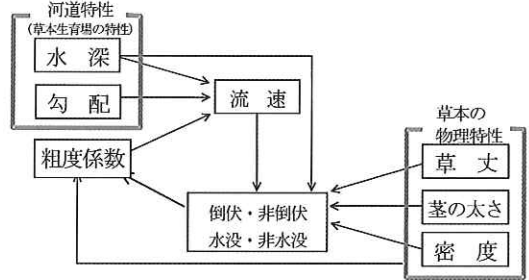 河道特性
(草本生育場の特性)
水 深
勾 配
粗度係数
流 速
倒伏・非倒伏
水没・非水没
草本の
物理特性
草 丈
茎の太さ
密 度